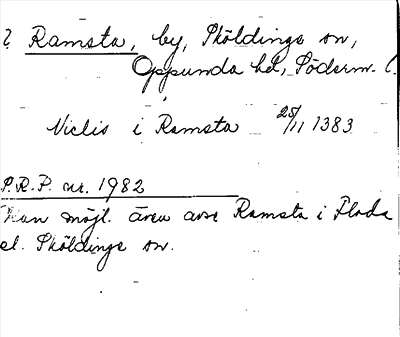 ? Ramsta, by, Sköldinge sn,
Oppunda hd, Söderm. l.
Niclis i Ramsta 25/11 1383
P.R.P. nr. 1982
Kan möjl. även avse Ramsta i Floda
el. Sköldinge sn.